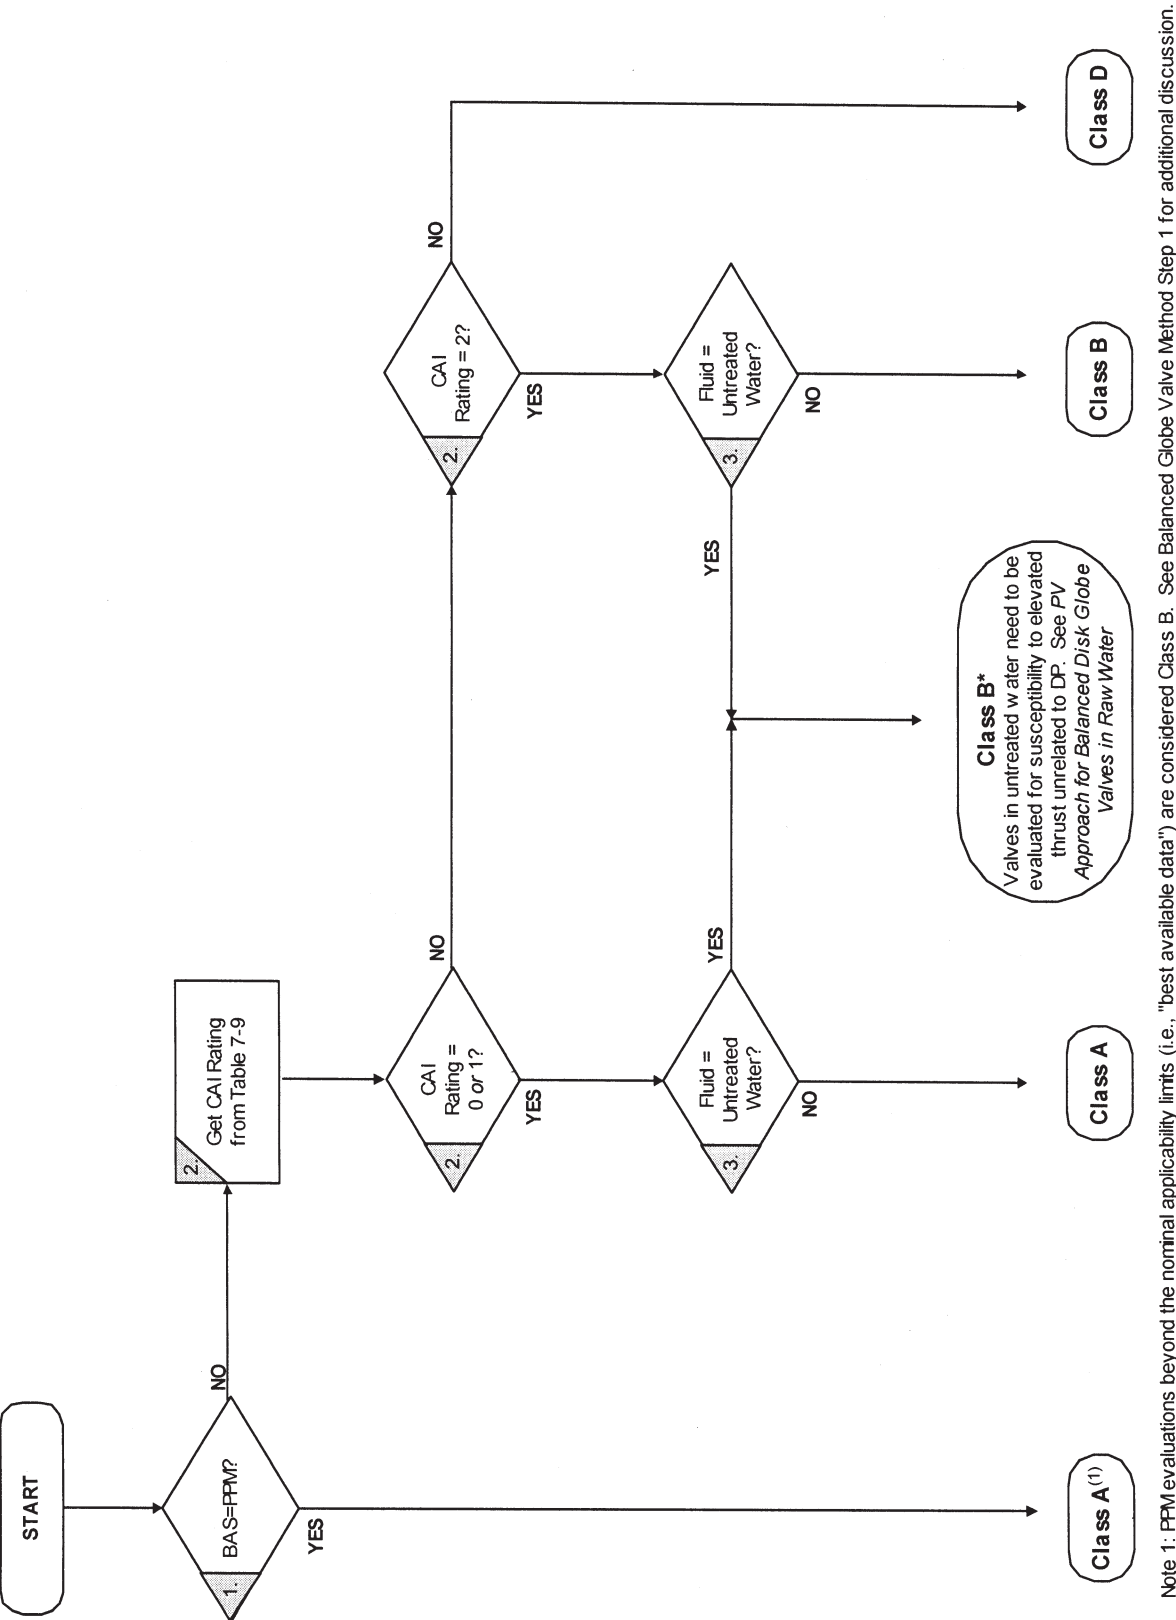 START
1.
BAS=PPM?
NO
YES
2.
Get CAI Rating
from Table 7-9
2.
CAI
Rating =
0 or 1?
NO
YES
2.
CAI
Rating = 2?
NO
YES
3.
Fluid =
Untreated
Water?
YES
NO
3.
Fluid =
Untreated
Water?
YES
NO
Class A(1)
Class A
Class B*
Valves in untreated water need to be
evaluated for susceptibility to elevated
thrust unrelated to DP. See PV
Approach for Balanced Disk Globe
Valves in Raw Water
Class B
Class D
Note 1: PPM evaluations beyond the nominal applicability limits (i.e., "best available data") are considered Class B. See Balanced Globe Valve Method Step 1 for additional discussion.